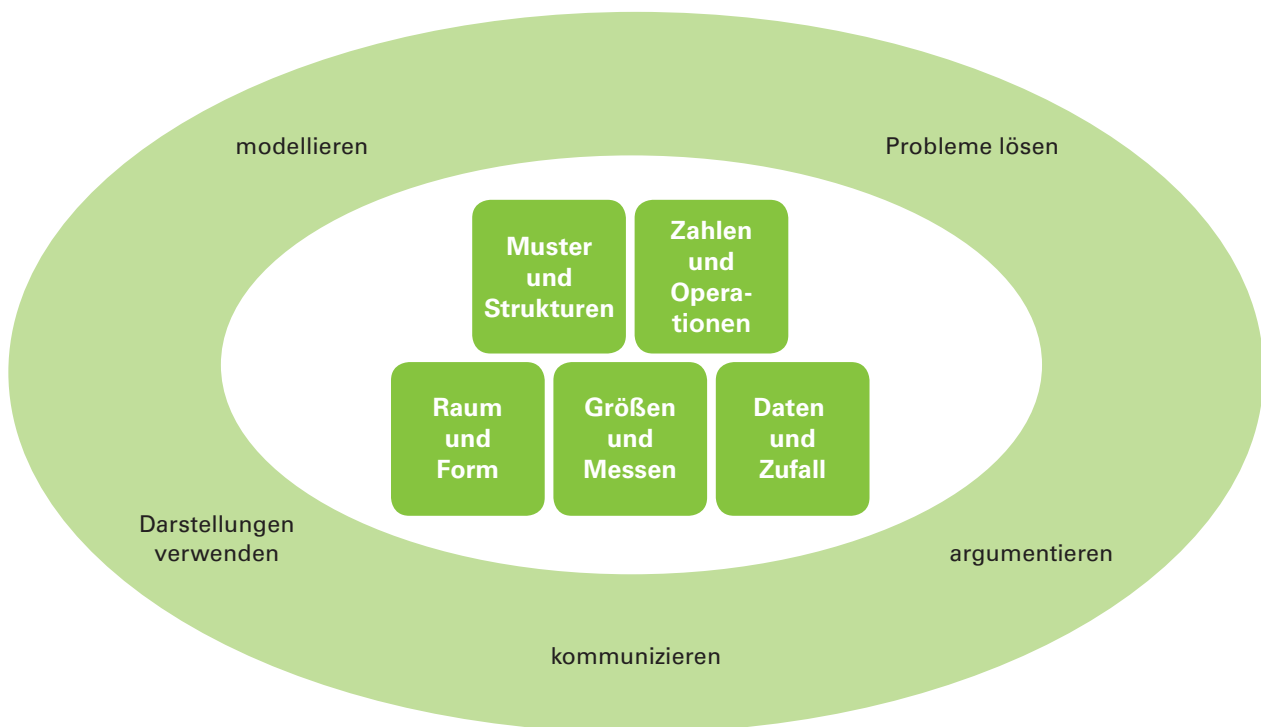 modellieren
Probleme lösen
Muster
und
Strukturen
Zahlen
und
Opera-
tionen
Raum
und
Form
Größen
und
Messen
Daten
und
Zufall
Darstellungen
verwenden
argumentieren
kommunizieren